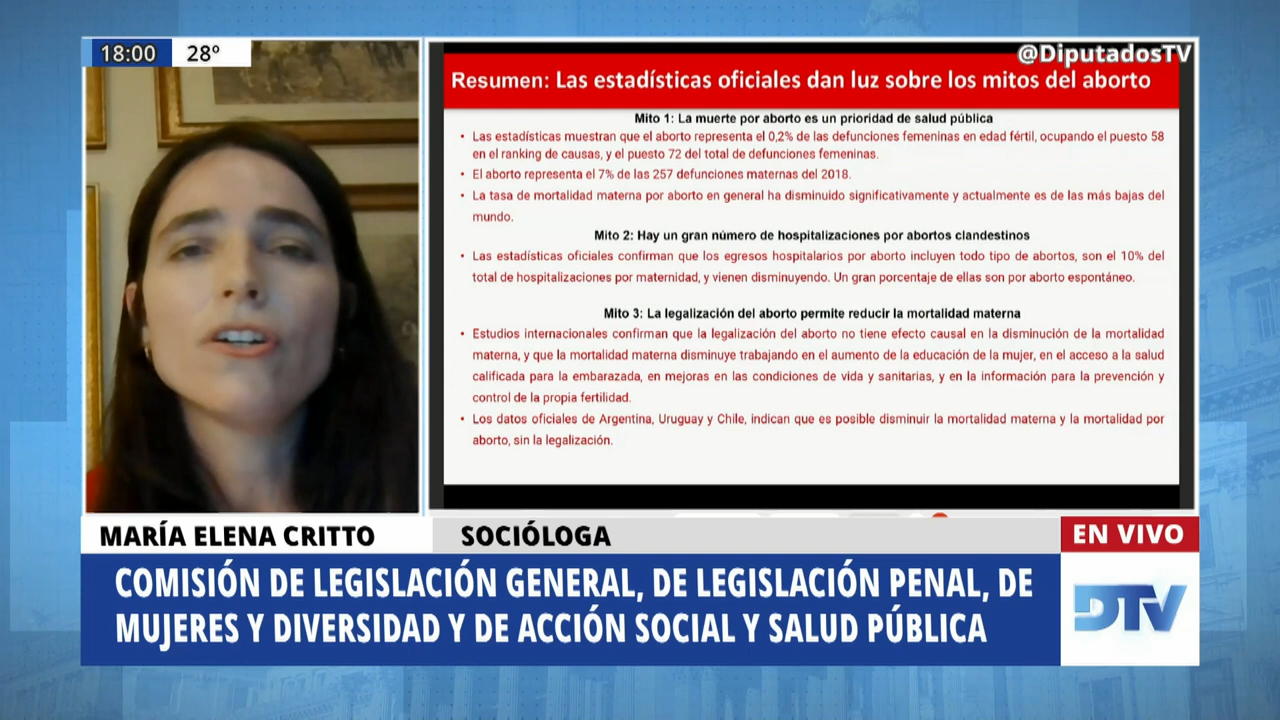 18:00 28°
@DiputadosTV
Resumen: Las estadísticas oficiales dan luz sobre los mitos del aborto
Mito 1: La muerte por aborto es un prioridad de salud pública
• Las estadísticas muestran que el aborto representa el 0,2% de las defunciones femeninas en edad fértil, ocupando el puesto 58
en el ranking de causas, y el puesto 72 del total de defunciones femeninas.
• El aborto representa el 7% de las 257 defunciones maternas del 2018.
• La tasa de mortalidad materna por aborto en general ha disminuido significativamente y actualmente es de las más bajas del
mundo.
Mito 2: Hay un gran número de hospitalizaciones por abortos clandestinos
• Las estadísticas oficiales confirman que los egresos hospitalarios por aborto incluyen todo tipo de abortos, son el 10% del
total de hospitalizaciones por maternidad, y vienen disminuyendo. Un gran porcentaje de ellas son por aborto espontáneo.
Mito 3: La legalización del aborto permite reducir la mortalidad materna
• Estudios internacionales confirman que la legalización del aborto no tiene efecto causal en la disminución de la mortalidad
materna, y que la mortalidad materna disminuye trabajando en el aumento de la educación de la mujer, en el acceso a la salud
calificada para la embarazada, en mejoras en las condiciones de vida y sanitarias, y en la información para la prevención y
control de la propia fertilidad.
• Los datos oficiales de Argentina, Uruguay y Chile, indican que es posible disminuir la mortalidad materna y la mortalidad por
aborto, sin la legalización.
MARÍA ELENA CRITTO SOCIÓLOGA
EN VIVO
COMISIÓN DE LEGISLACIÓN GENERAL, DE LEGISLACIÓN PENAL, DE
MUJERES Y DIVERSIDAD Y DE ACCIÓN SOCIAL Y SALUD PÚBLICA
DTV